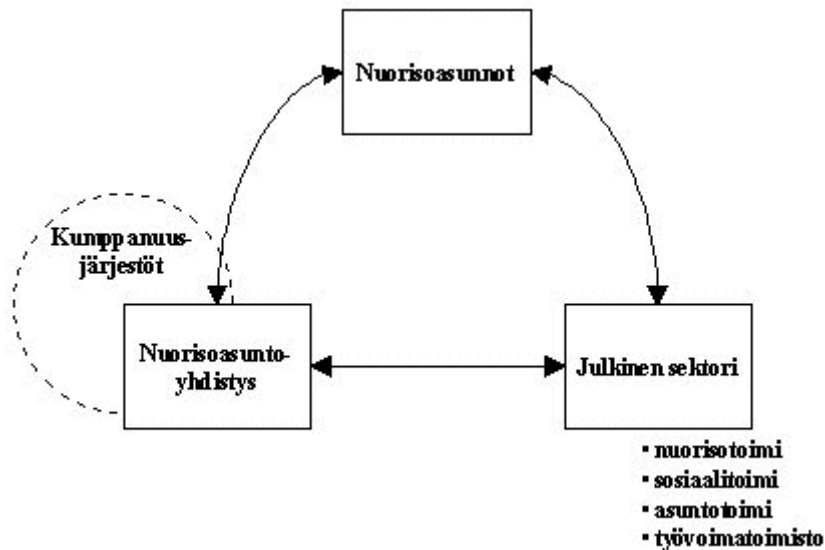 Nuorisoasunnot
Kumppanuus-
järjestöt
Nuorisoasunto-
yhdistys
Julkinen sektori
▪ nuorisotoimi
▪ sosiaalitoimi
▪ asuntotoimi
▪ työvoimatoimisto